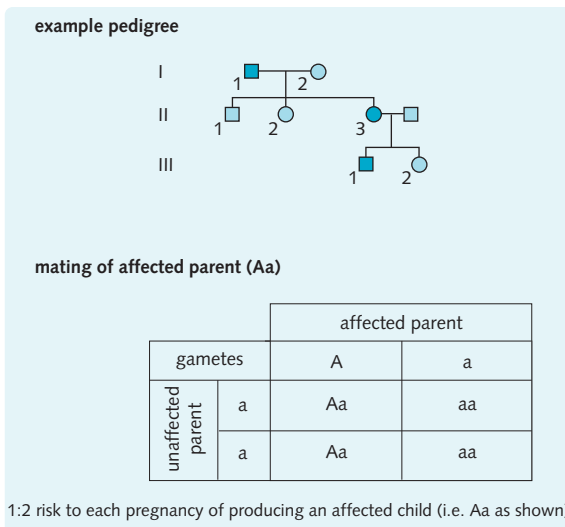 example pedigree
I
1 2
II
1 2 3
III
1 2
mating of affected parent (Aa)
affected parent
gametes A a
unaffected
parent
a Aa aa
a Aa aa
1:2 risk to each pregnancy of producing an affected child (i.e. Aa as shown)